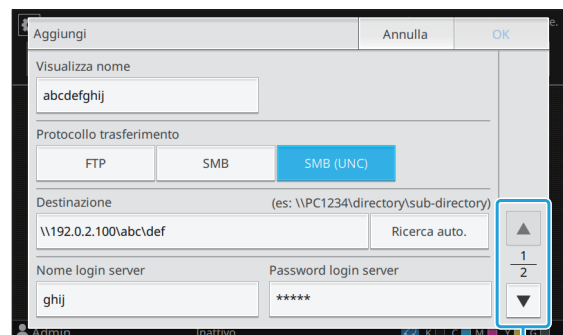 e.
Aggiungi Annulla OK
Visualizza nome
abcdefghij
Protocollo trasferimento
FTP SMB SMB (UNC)
Destinazione (es: \\PC1234\directory\sub-directory)
\\192.0.2.100\abc\def Ricerca auto.
1
2
Nome login server Password login server
ghij *****
Admin Inattivo K C M Y G